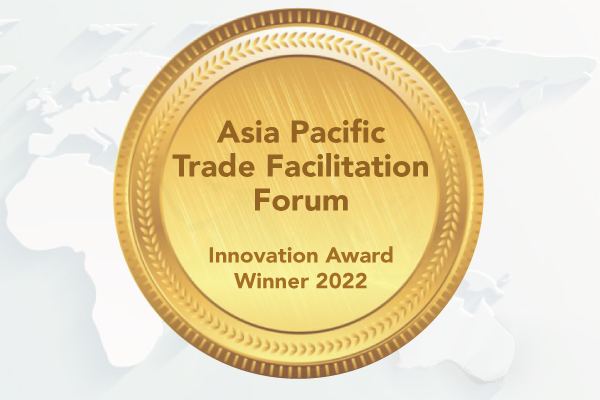 Asia Pacific
Trade Facilitation
Forum
Innovation Award
Winner 2022